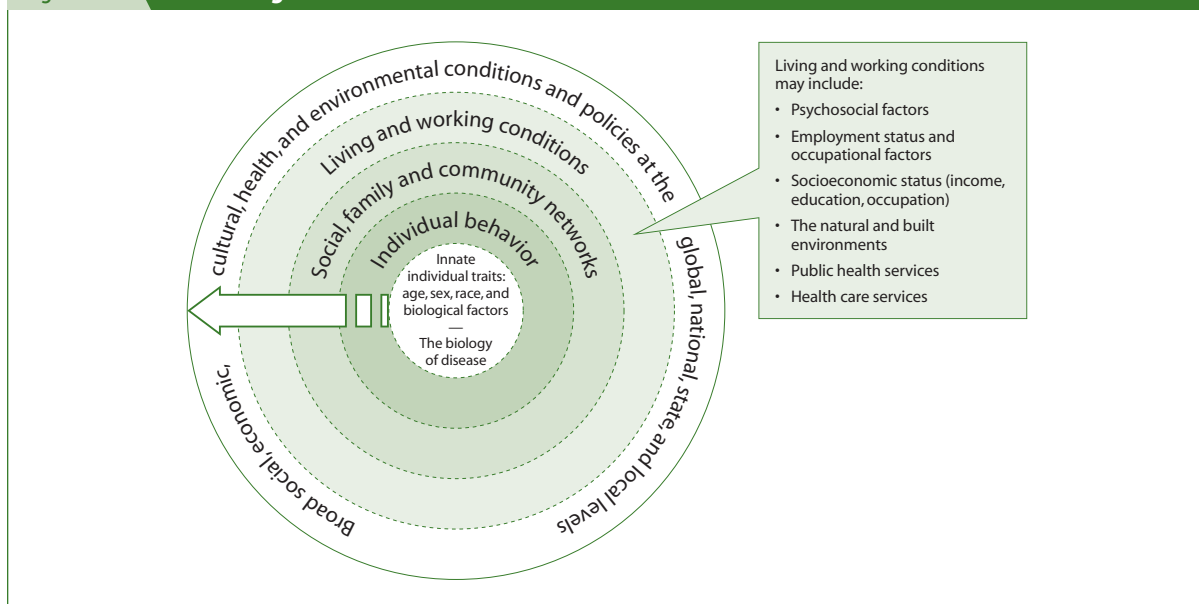 Living and working conditions
may include:
• Psychosocial factors
• Employment status and
occupational factors
• Socioeconomic status (income,
education, occupation)
• The natural and built
environments
• Public health services
• Health care services
Broad social, economic, cultural, health, and environmental conditions and policies at the global, national, state, and local levels
Living and working conditions
Social, family and community networks
Individual behavior
Innate
individual traits:
age, sex, race, and
biological factors
—
The biology
of disease